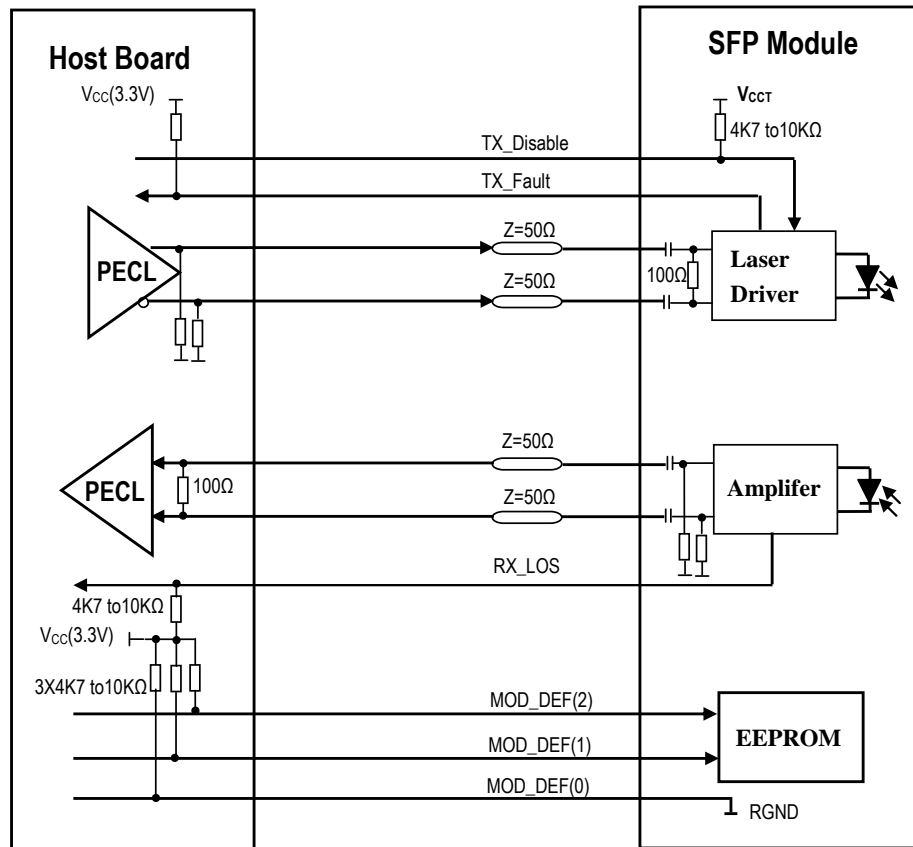 Host Board
SFP Module
VCC(3.3V)
VCCT
4K7 to10KΩ
TX_Disable
TX_Fault
Z=50Ω
PECL
100Ω
Laser
Driver
Z=50Ω
Z=50Ω
PECL
100Ω
Z=50Ω
Amplifer
RX_LOS
4K7 to10KΩ
VCC(3.3V)
3X4K7 to10KΩ
MOD_DEF(2)
MOD_DEF(1)
EEPROM
MOD_DEF(0)
RGND